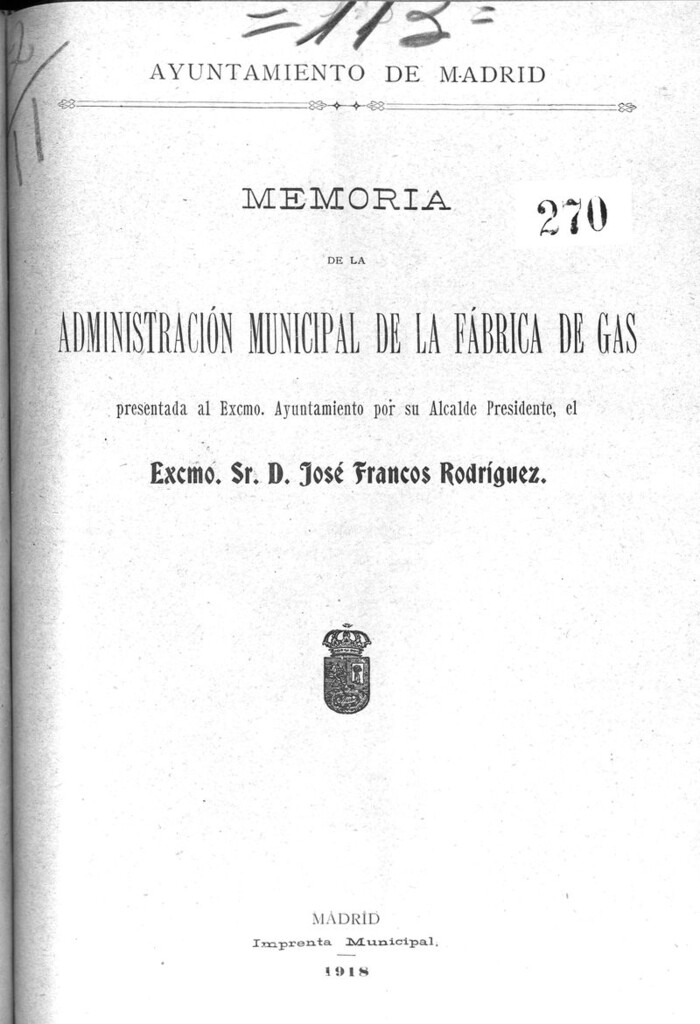 = 113 =
AYUNTAMIENTO DE MADRID
MEMORIA
270
DE LA
ADMINISTRACIÓN MUNICIPAL DE LA FÁBRICA DE GAS
presentada al Excmo. Ayuntamiento por su Alcalde Presidente, el
Excmo. Sr. D. José Francos Rodríguez.
MADRID
Imprenta Municipal.
1918